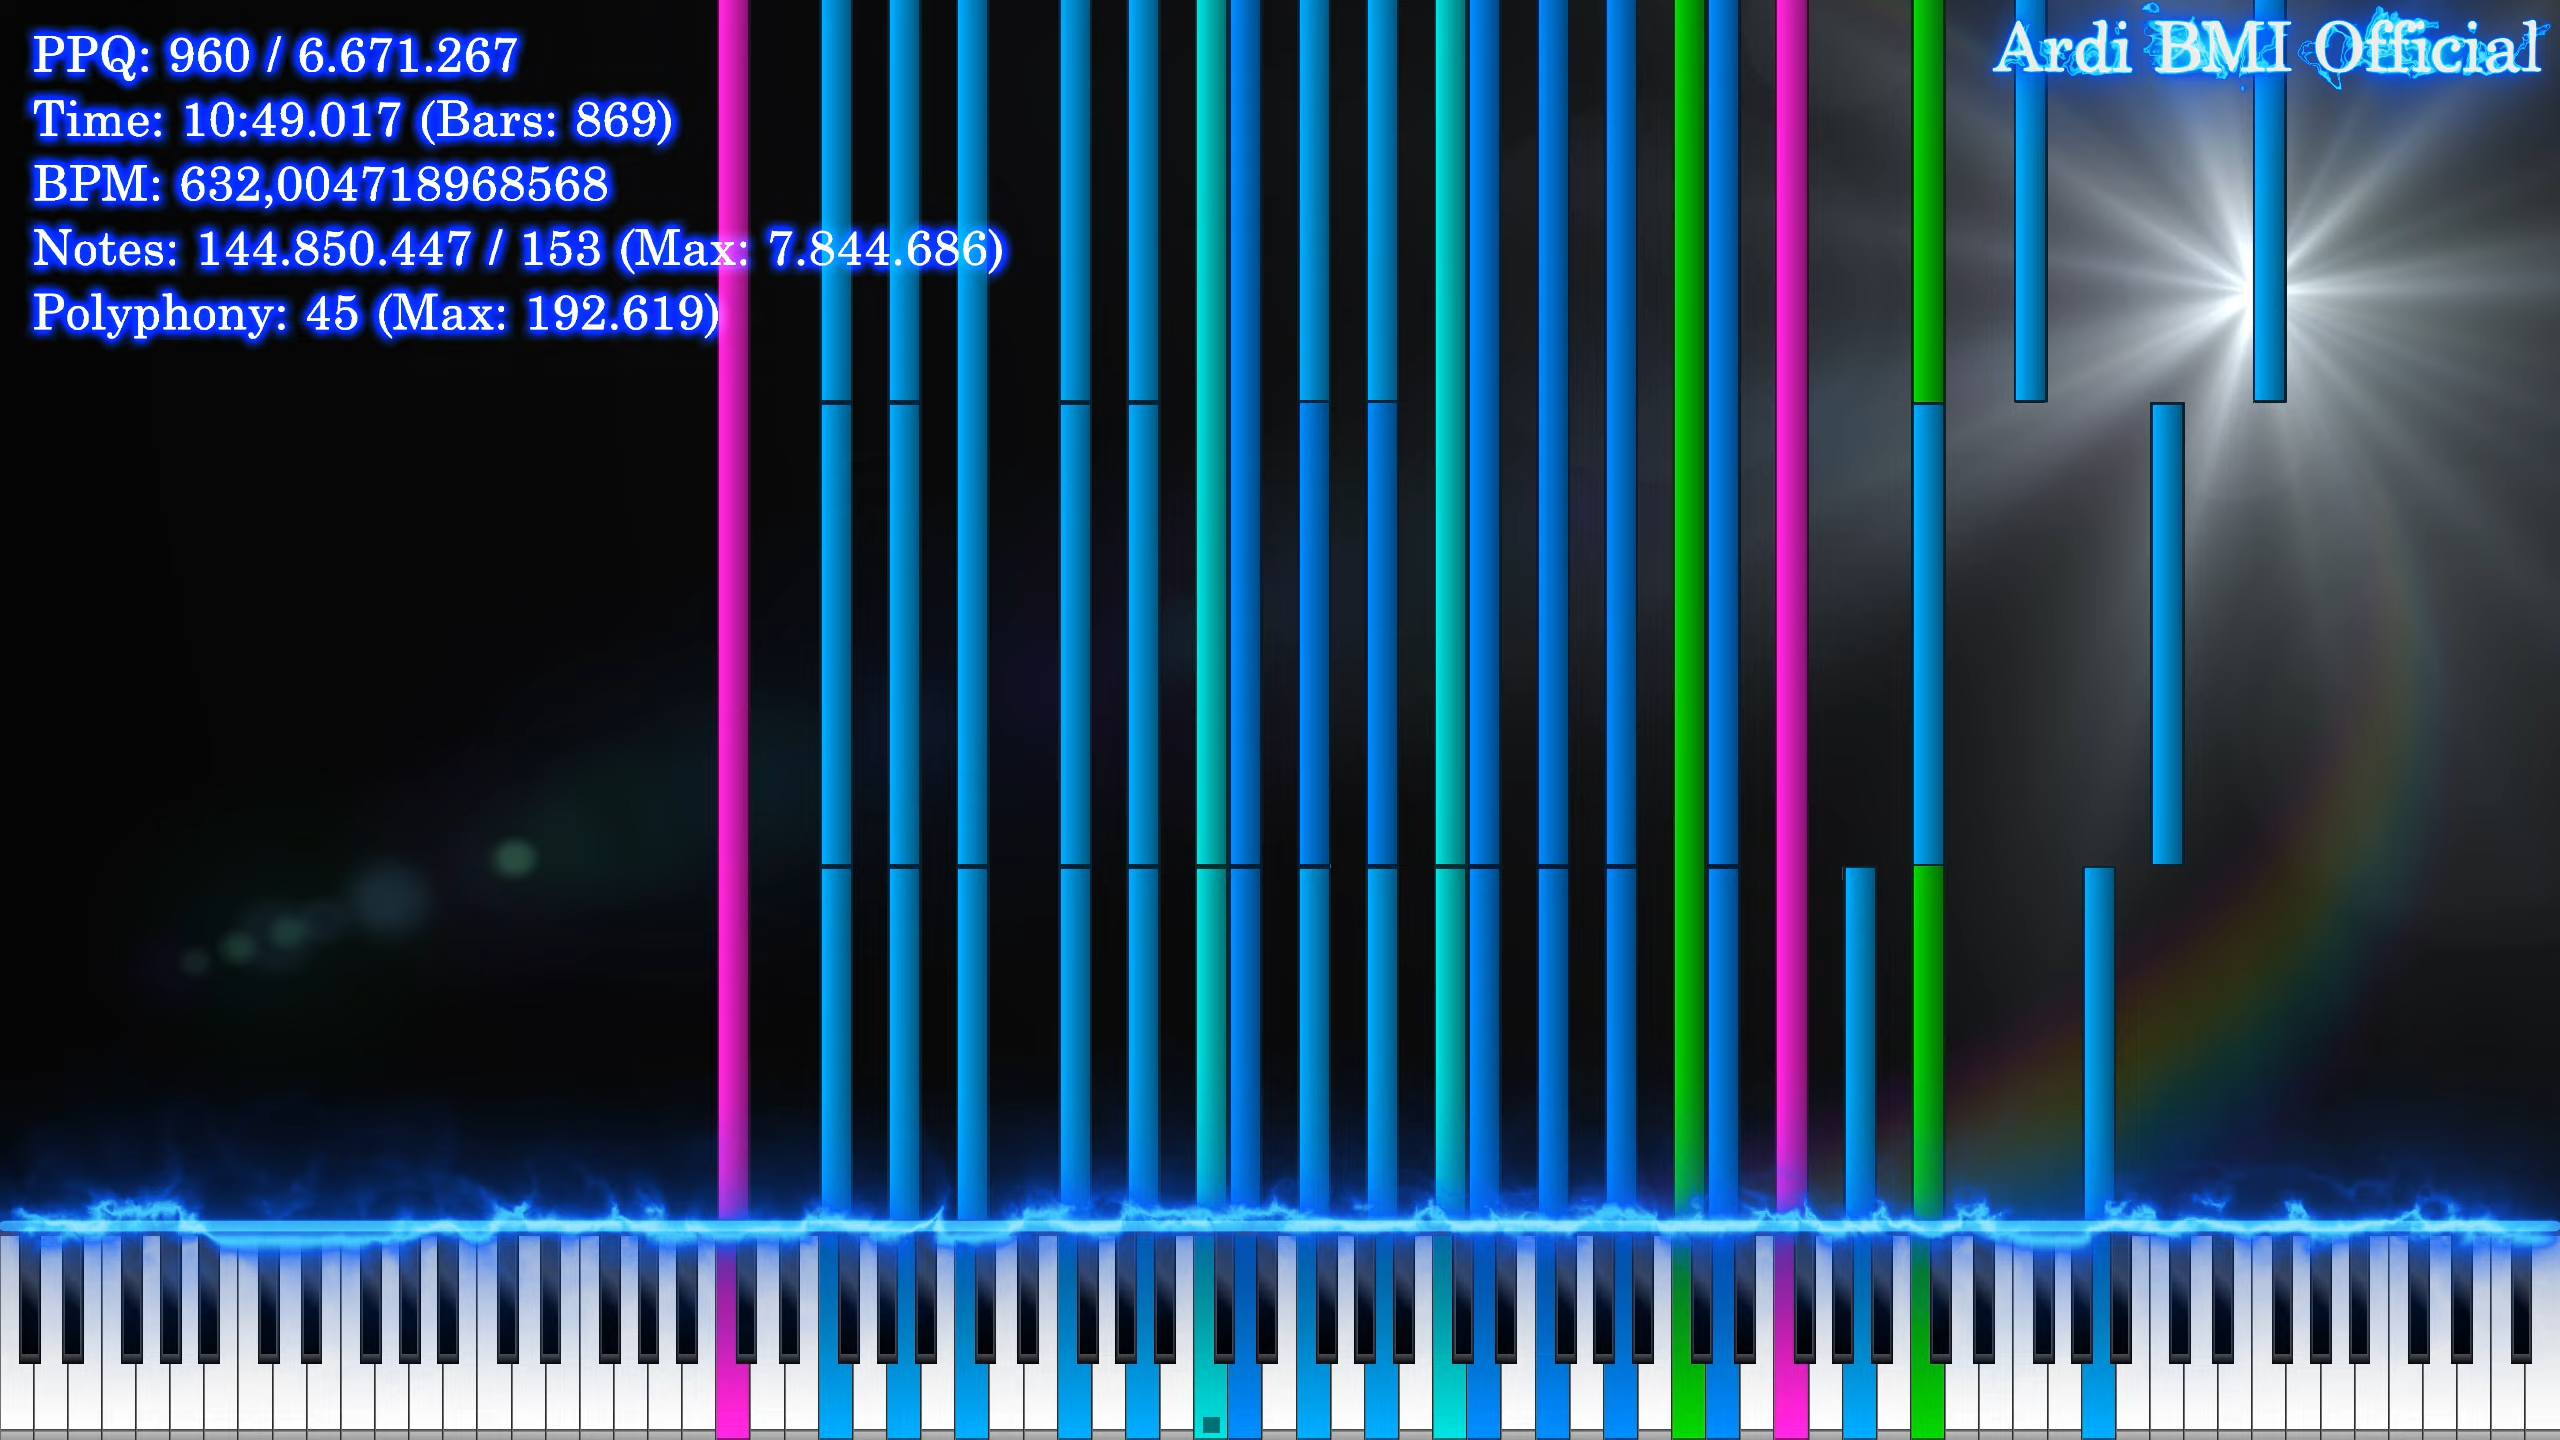 PPQ: 960 / 6.671.267
Ardi BMI Official
Time: 10:49.017 (Bars: 869)
BPM: 632,004718968568
Notes: 144.850.447 / 153 (Max: 7.844.686)
Polyphony: 45 (Max: 192.619)